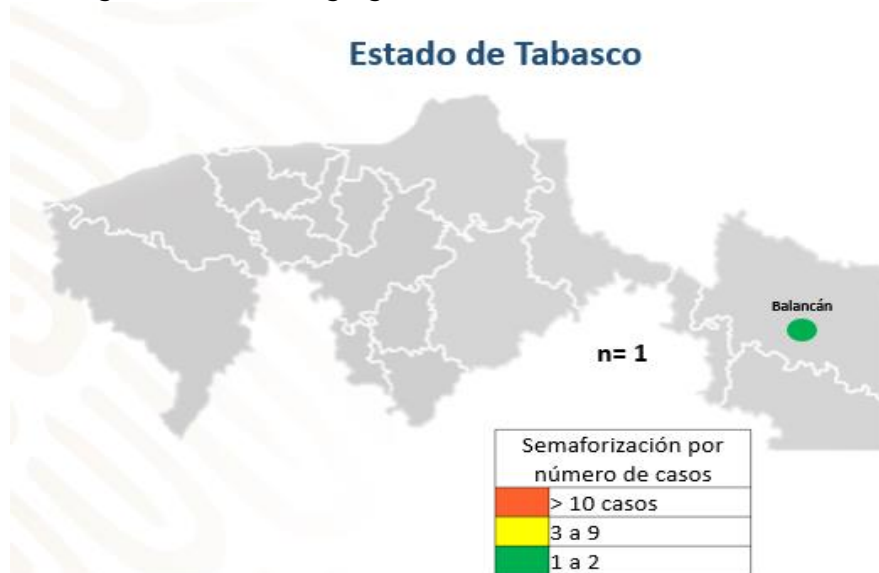 Estado de Tabasco
Balancán
n= 1
Semaforización por
número de casos
> 10 casos
3 a 9
1 a 2